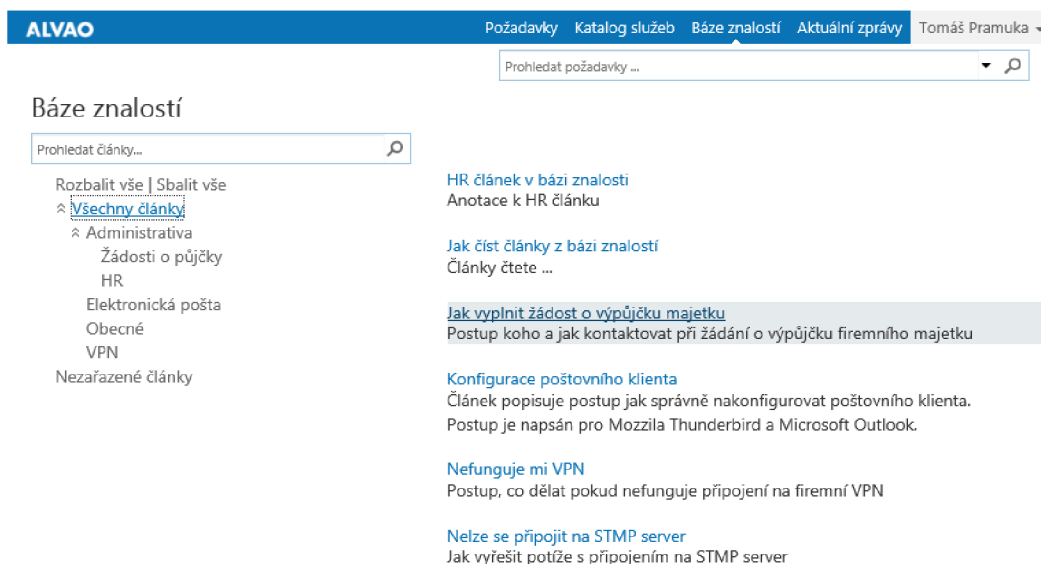 ALVAO
Požadavky Katalog služeb Báze znalostí Aktuální zprávy Tomáš Pramuka
Prohledat požadavky ...
Báze znalostí
Prohledat články...
Rozbalit vše | Sbalit vše
Všechny články
Administrativa
Žádosti o půjčky
HR
Elektronická pošta
Obecné
VPN
Nezařazené články
HR článek v bázi znalosti
Anotace k HR článku
Jak číst články z bázi znalostí
Články čtete ...
Jak vyplnit žádost o výpůjčku majetku
Postup koho a jak kontaktovat při žádání o výpůjčku firemního majetku
Konfigurace poštovního klienta
Článek popisuje postup jak správně nakonfigurovat poštovního klienta.
Postup je napsán pro Mozzila Thunderbird a Microsoft Outlook.
Nefunguje mi VPN
Postup, co dělat pokud nefunguje připojení na firemní VPN
Nelze se připojit na STMP server
Jak vyřešit potíže s připojením na STMP server